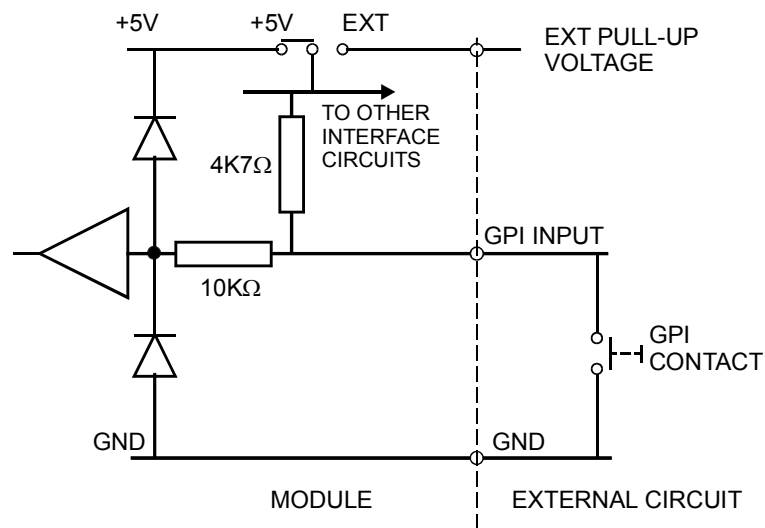 +5V
+5V
EXT
EXT PULL-UP
VOLTAGE
TO OTHER
INTERFACE
CIRCUITS
4K7Ω
GPI INPUT
10KΩ
GPI
CONTACT
GND
GND
MODULE
EXTERNAL CIRCUIT